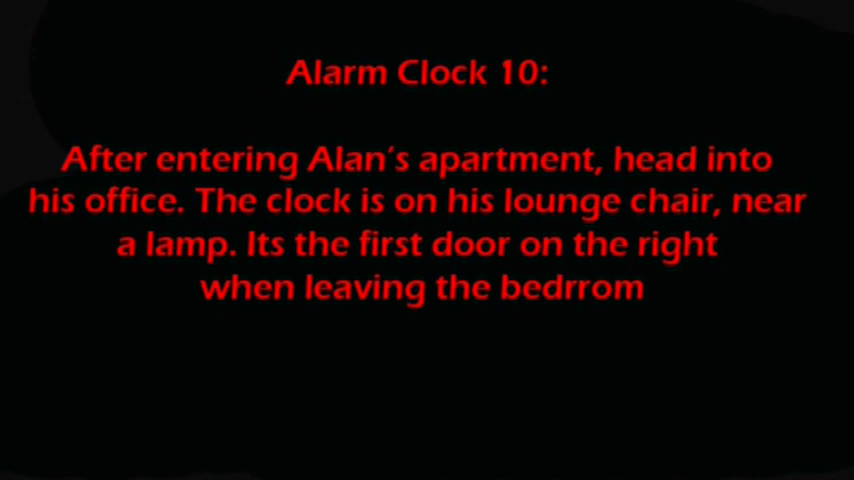 Alarm Clock 10:
After entering Alan's apartment, head into
his office. The clock is on his lounge chair, near
a lamp. Its the first door on the right
when leaving the bedrrom